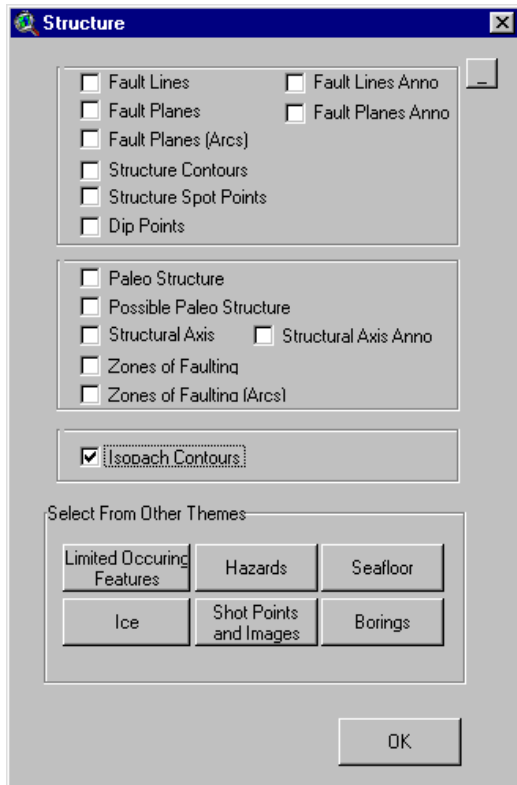 Structure
Fault Lines
Fault Lines Anno
Fault Planes
Fault Planes Anno
Fault Planes (Arcs)
Structure Contours
Structure Spot Points
Dip Points
Paleo Structure
Possible Paleo Structure
Structural Axis
Structural Axis Anno
Zones of Faulting
Zones of Faulting (Arcs)
Isopach Contours
Select From Other Themes
Limited Occuring
Features
Hazards
Seafloor
Ice
Shot Points
and Images
Borings
OK